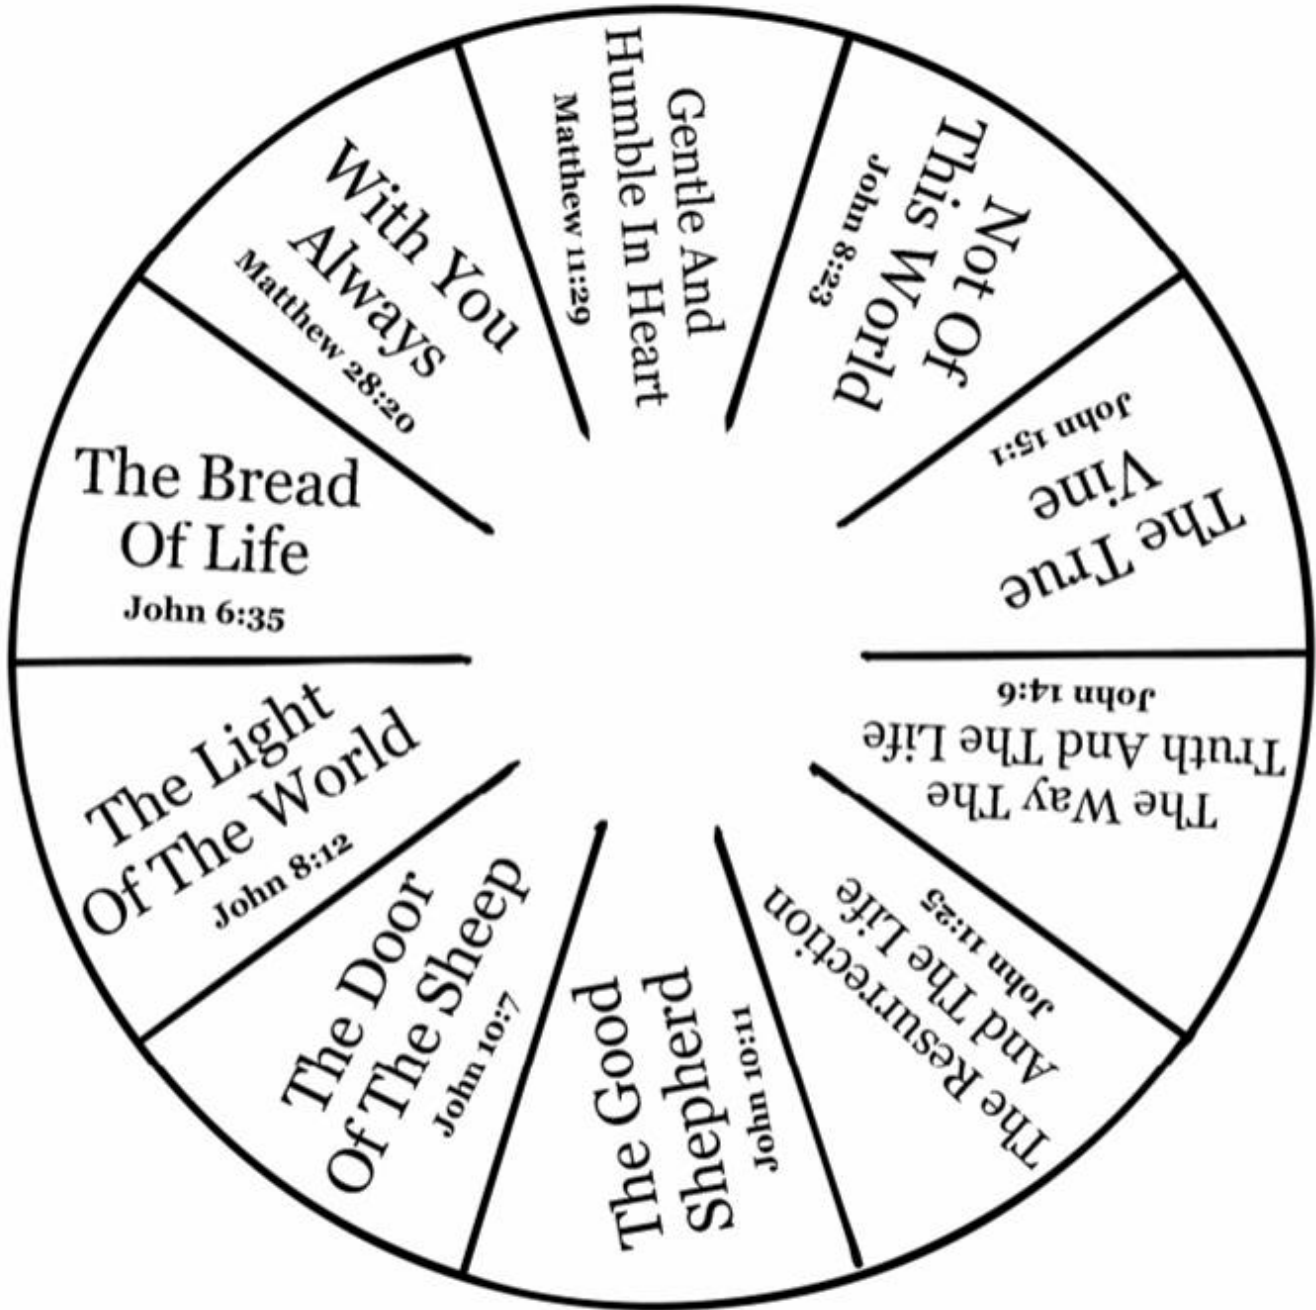 Gentle And
Humble In Heart
Matthew 11:29
Not Of
This World
John 8:23
The True
Vine
John 15:1
The Way The
Truth And The Life
John 14:6
The Resurrection
And The Life
John 11:25
The Good
Shepherd
John 10:11
The Door
Of The Sheep
John 10:7
The Light
Of The World
John 8:12
The Bread
Of Life
John 6:35
With You
Always
Matthew 28:20